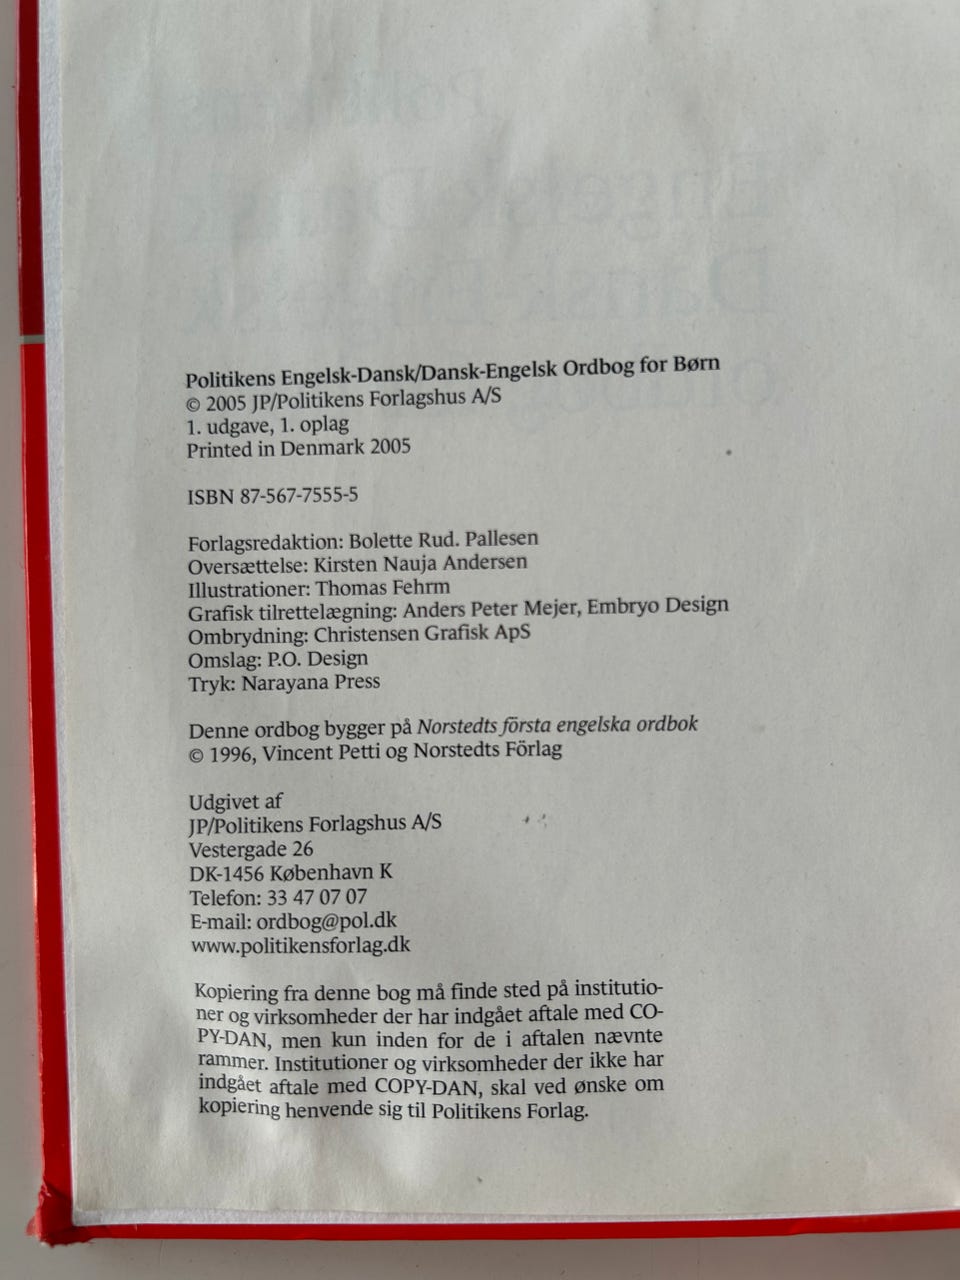 Politikens Engelsk-Dansk/Dansk-Engelsk Ordbog for Børn
© 2005 JP/Politikens Forlagshus A/S
1. udgave, 1. oplag
Printed in Denmark 2005
ISBN 87-567-7555-5
Forlagsredaktion: Bolette Rud. Pallesen
Oversættelse: Kirsten Nauja Andersen
Illustrationer: Thomas Fehrm
Grafisk tilrettelægning: Anders Peter Mejer, Embryo Design
Ombrydning: Christensen Grafisk ApS
Omslag: P.O. Design
Tryk: Narayana Press
Denne ordbog bygger på Norstedts första engelska ordbok
© 1996, Vincent Petti og Norstedts Förlag
Udgivet af
JP/Politikens Forlagshus A/S
Vestergade 26
DK-1456 København K
Telefon: 33 47 07 07
E-mail: ordbog@pol.dk
www.politikensforlag.dk
Kopiering fra denne bog må finde sted på institutio-
ner og virksomheder der har indgået aftale med CO-
PY-DAN, men kun inden for de i aftalen nævnte
rammer. Institutioner og virksomheder der ikke har
indgået aftale med COPY-DAN, skal ved ønske om
kopiering henvende sig til Politikens Forlag.